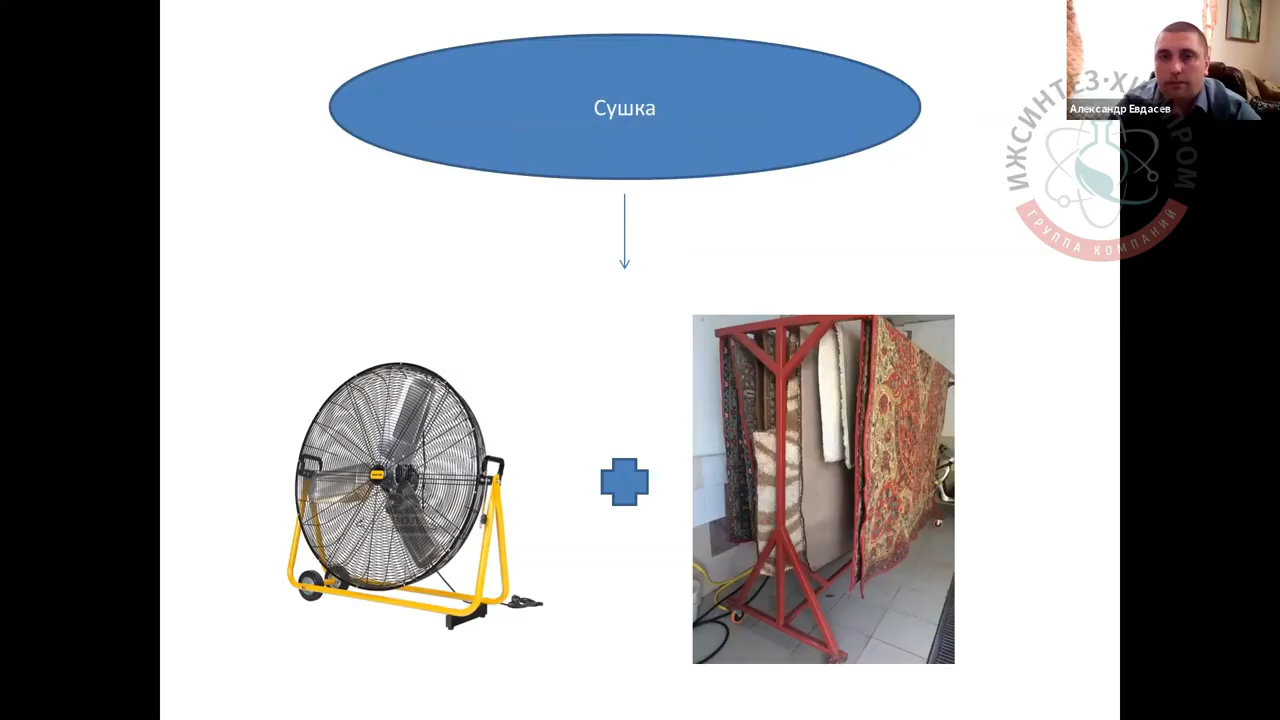 Сушка
Александр Евдасев
ИЖСИНТЕЗ·ХИМПРОМ
ГРУППА КОМПАНИЙ